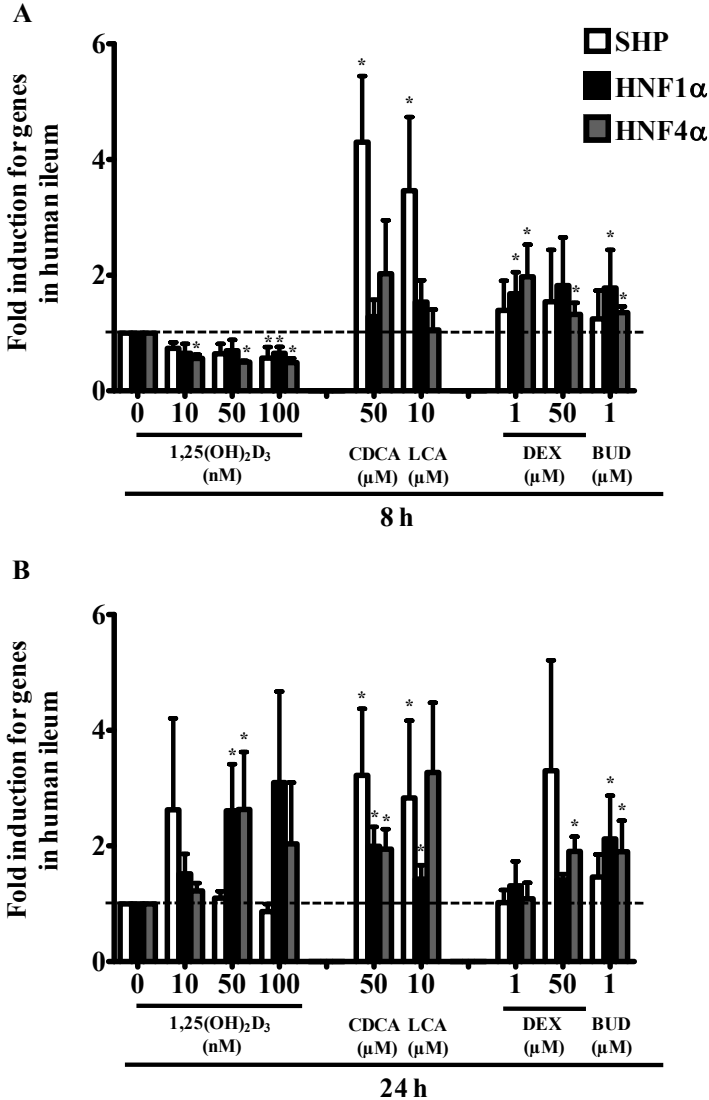 A
Fold induction for genes
in human ileum
6
4
2
0
SHP
HNF1α
HNF4α
* *
* * * * * * * * * * *
0 10 50 100 50 10 1 50 1
1,25(OH)₂D₃ CDCA LCA DEX BUD
(nM) (µM) (µM) (µM) (µM)
8 h
B
Fold induction for genes
in human ileum
6
4
2
0
* * * * * * * * * *
0 10 50 100 50 10 1 50 1
1,25(OH)₂D₃ CDCA LCA DEX BUD
(nM) (µM) (µM) (µM) (µM)
24 h